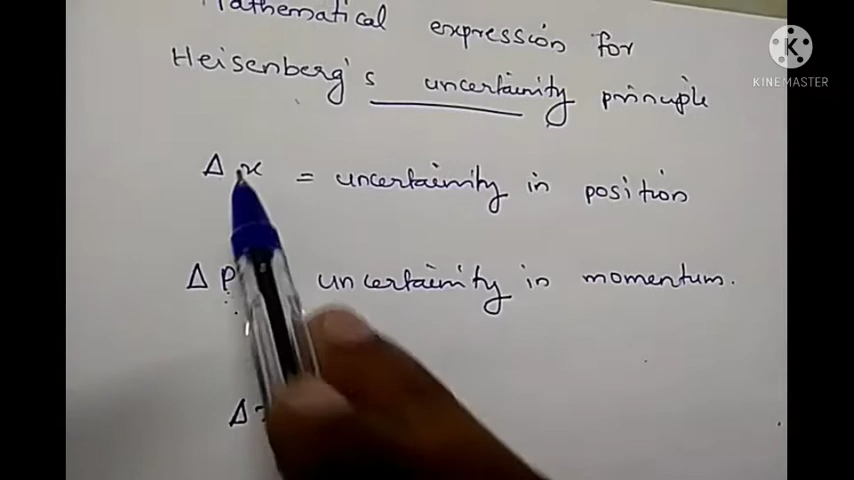 Mathematical expression for
Heisenberg's uncertainity principle
Δx = uncertainity in position
ΔP uncertainity in momentum.
Δ
K
KINEMASTER